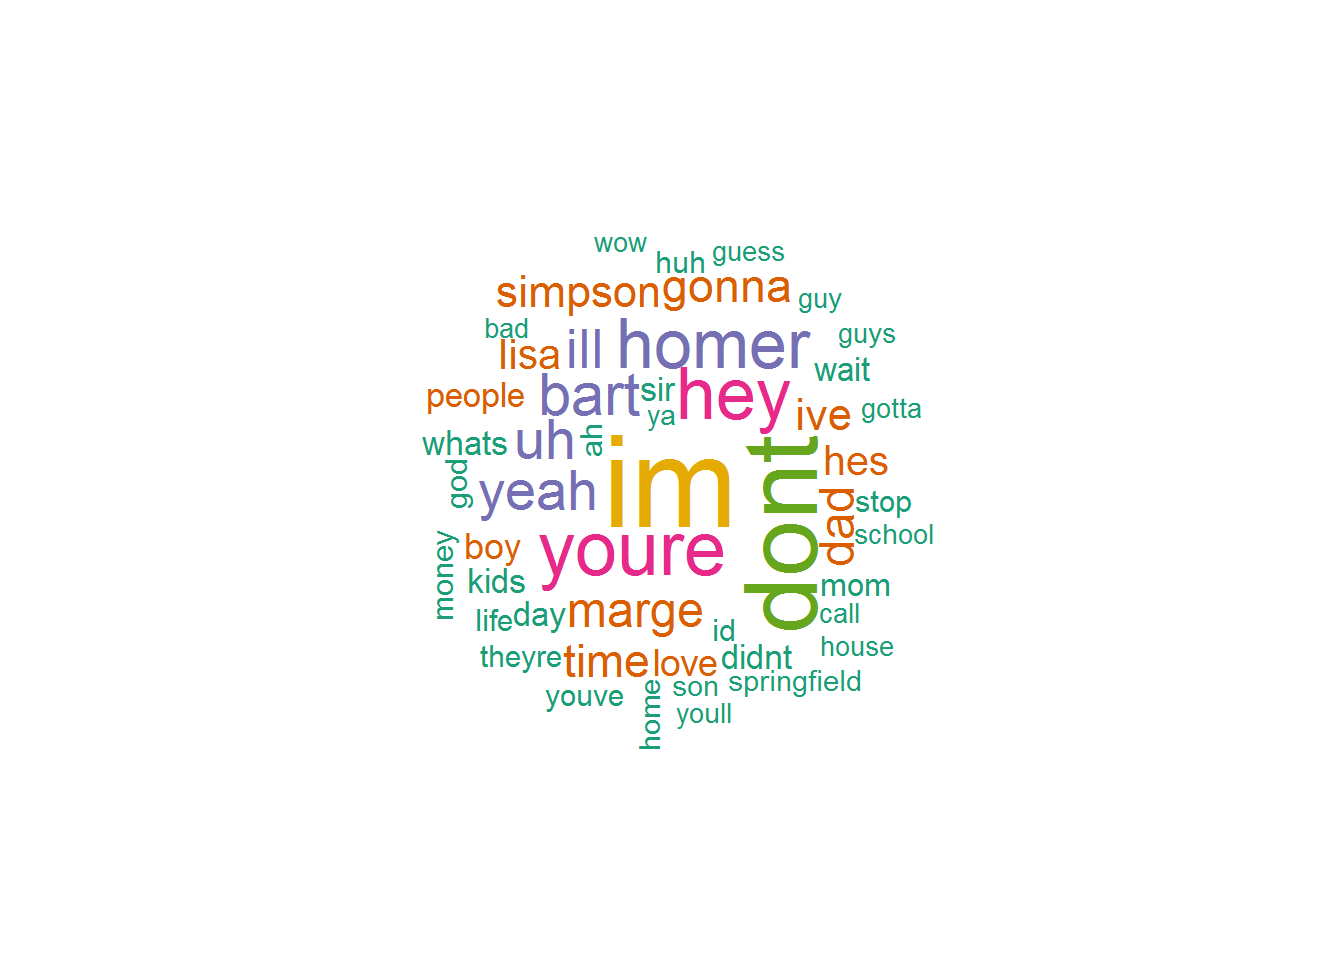 wow
huh
guess
simpson
gonna
guy
bad
lisa
ill
homer
guys
wait
people
bart
sir
hey
ya
ive
gotta
whats
uh
ah
im
dont
hes
god
yeah
dad
stop
school
money
boy
youre
kids
mom
life
day
marge
id
call
theyre
time
love
didnt
house
youve
home
son
springfield
youll